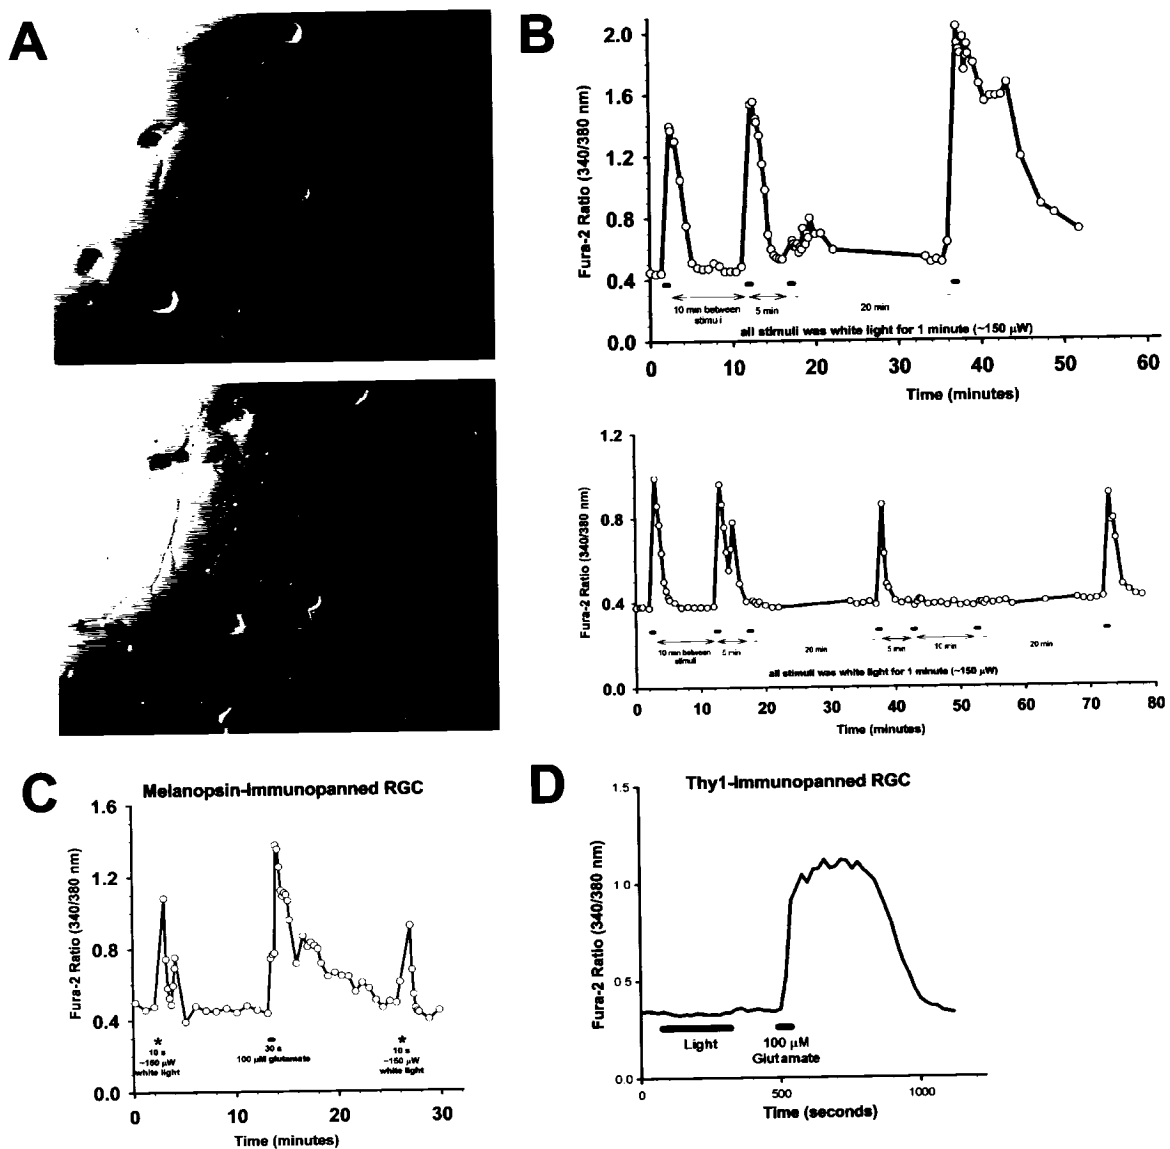 A
B
2.0
1.6
1.2
0.8
0.4
0.0
Fura-2 Ratio (340/380 nm)
10 min between
stimuli
5 min
20 min
all stimuli was white light for 1 minute (~150 μW)
0 10 20 30 40 50 60
Time (minutes)
1.2
0.8
0.4
0.0
Fura-2 Ratio (340/380 nm)
10 min between
stimuli
5 min
20 min
5 min
10 min
20 min
all stimuli was white light for 1 minute (~150 μW)
0 10 20 30 40 50 60 70 80
Time (minutes)
C
Melanopsin-Immunopanned RGC
1.6
1.2
0.8
0.4
0.0
Fura-2 Ratio (340/380 nm)
*
10 s
~150 μW
white light
30 s
100 μM glutamate
*
10 s
~150 μW
white light
0 10 20 30
Time (minutes)
D
Thy1-Immunopanned RGC
1.5
1.0
0.5
0.0
Fura-2 Ratio (340/380 nm)
Light
100 μM
Glutamate
0 500 1000
Time (seconds)